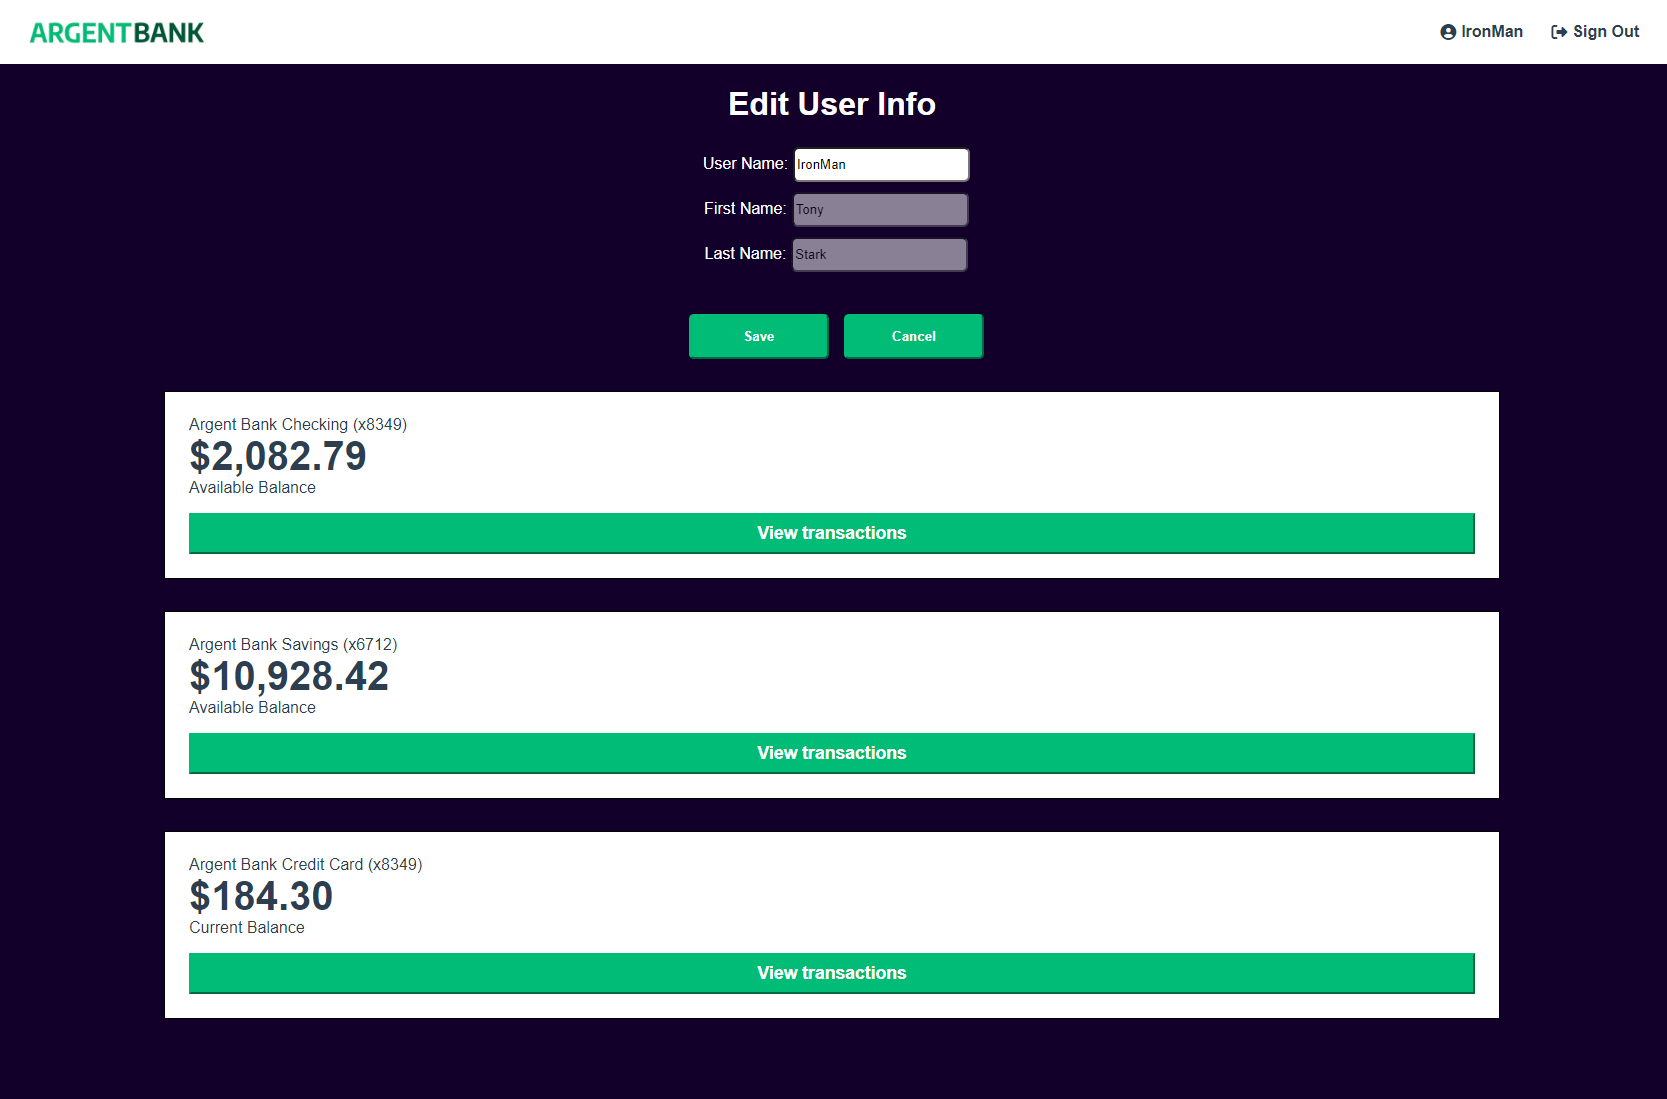 ARGENTBANK
IronMan
Sign Out
Edit User Info
User Name: IronMan
First Name: Tony
Last Name: Stark
Save
Cancel
Argent Bank Checking (x8349)
$2,082.79
Available Balance
View transactions
Argent Bank Savings (x6712)
$10,928.42
Available Balance
View transactions
Argent Bank Credit Card (x8349)
$184.30
Current Balance
View transactions